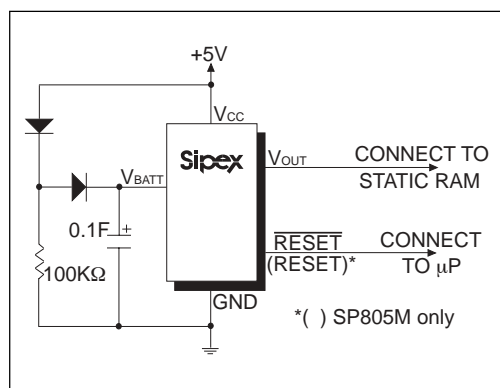 +5V
VCC
Sipex
VBATT
VOUT
CONNECT TO
STATIC RAM
0.1F
+
RESET
(RESET)*
CONNECT
TO μP
100KΩ
GND
*( ) SP805M only